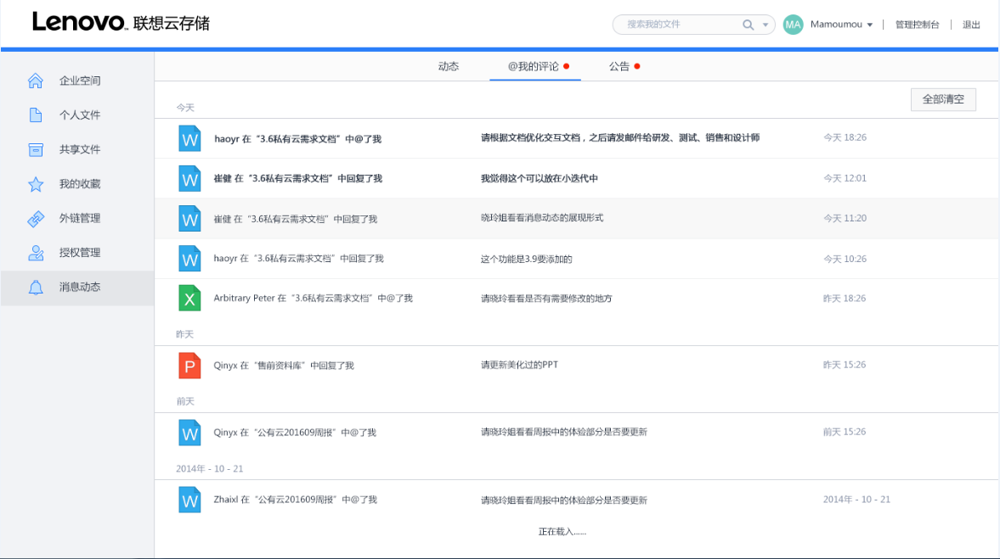 Lenovo™ 联想云存储
搜索我的文件
MA Mamoumou
管理控制台
退出
企业空间
个人文件
共享文件
我的收藏
外链管理
授权管理
消息动态
动态
@我的评论
公告
全部清空
今天
W haoyr 在“3.6私有云需求文档”中@了我 请根据文档优化交互文档，之后请发邮件给研发、测试、销售和设计师 今天 18:26
W 崔健 在“3.6私有云需求文档”中回复了我 我觉得这个可以放在小迭代中 今天 12:01
W 崔健 在“3.6私有云需求文档”中回复了我 晓玲姐看看消息动态的展现形式 今天 11:20
W haoyr 在“3.6私有云需求文档”中回复了我 这个功能是3.9要添加的 今天 10:26
X Arbitrary Peter 在“3.6私有云需求文档”中@了我 请晓玲看看是否有需要修改的地方 昨天 18:26
昨天
P Qinyx 在“售前资料库”中回复了我 请更新美化过的PPT 昨天 15:26
前天
W Qinyx 在“公有云201609周报”中@了我 请晓玲姐看看周报中的体验部分是否要更新 前天 15:26
2014年 - 10 - 21
W Zhaixl 在“公有云201609周报”中@了我 请晓玲姐看看周报中的体验部分是否要更新 2014年 - 10 - 21
正在载入......